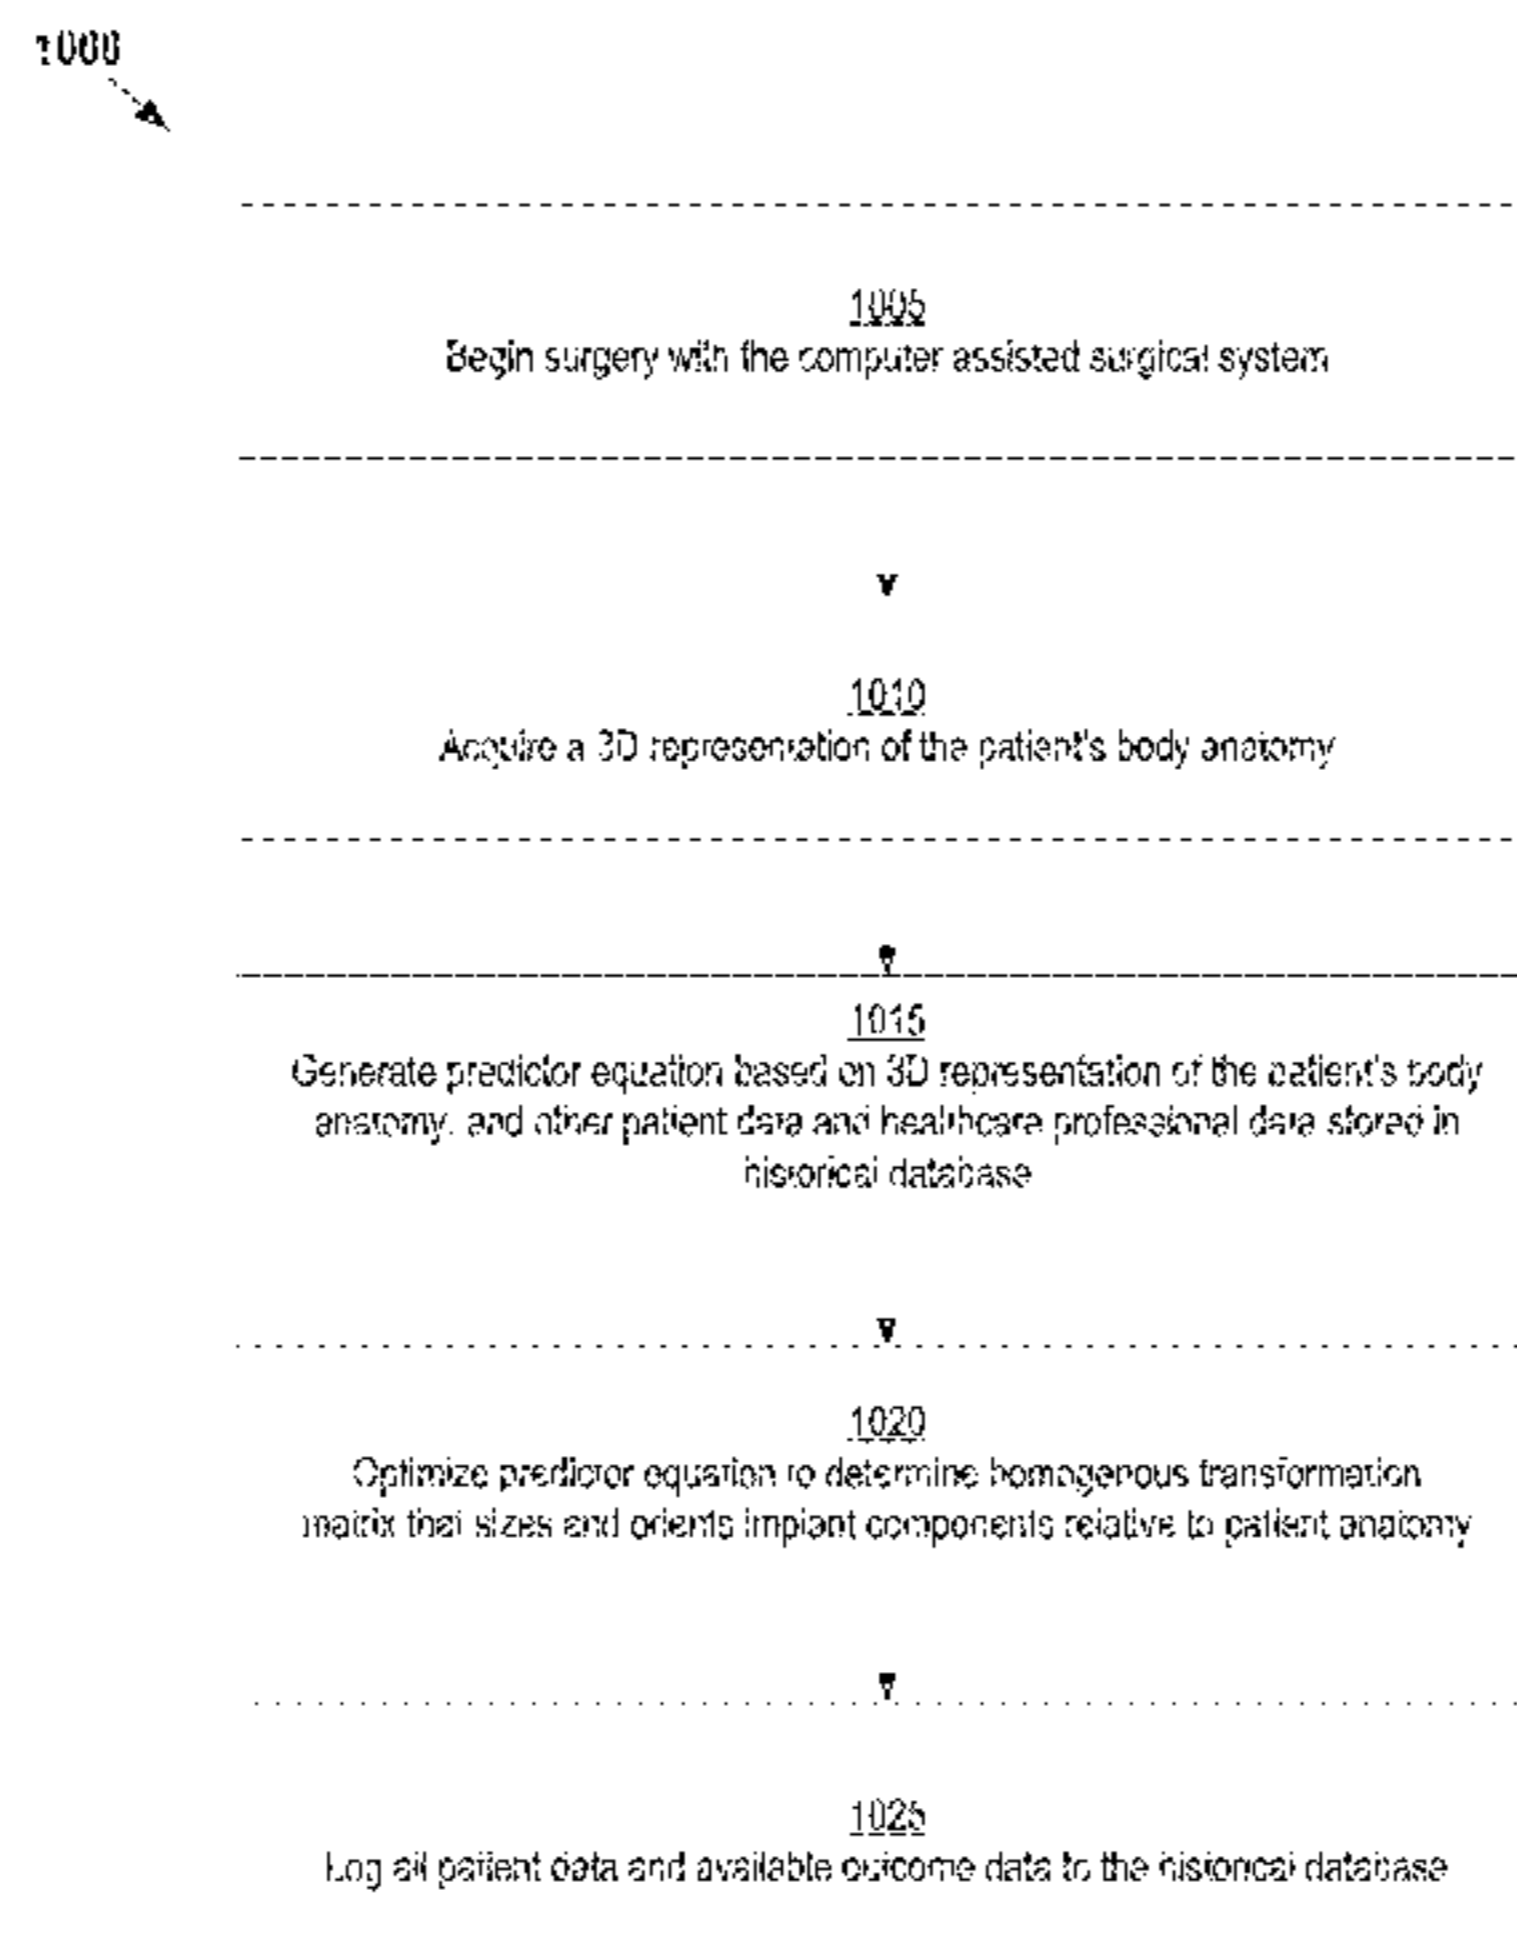 1000
1005
Begin surgery with the computer assisted surgical system
1010
Acquire a 3D representation of the patient's body anatomy
1015
Generate predictor equation based on 3D representation of the patient's body
anatomy, and other patient data and healthcare professional data stored in
historical database
1020
Optimize predictor equation to determine homogenous transformation
matrix that sizes and orients implant components relative to patient anatomy
1025
Log all patient data and available outcome data to the historical database